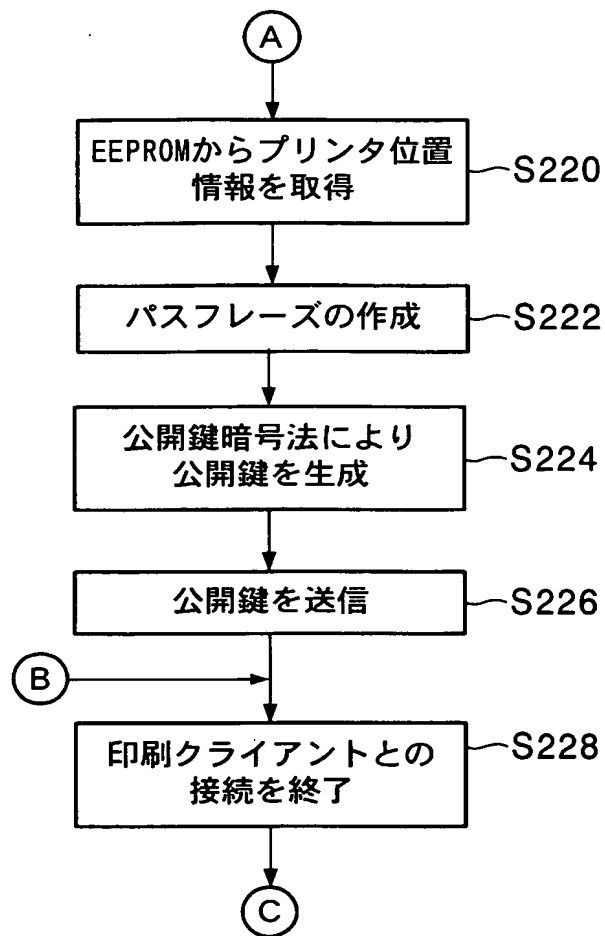 A
EEPROMからプリンタ位置
情報を取得
S220
パスフレーズの作成
S222
公開鍵暗号法により
公開鍵を生成
S224
公開鍵を送信
S226
B
印刷クライアントとの
接続を終了
S228
C